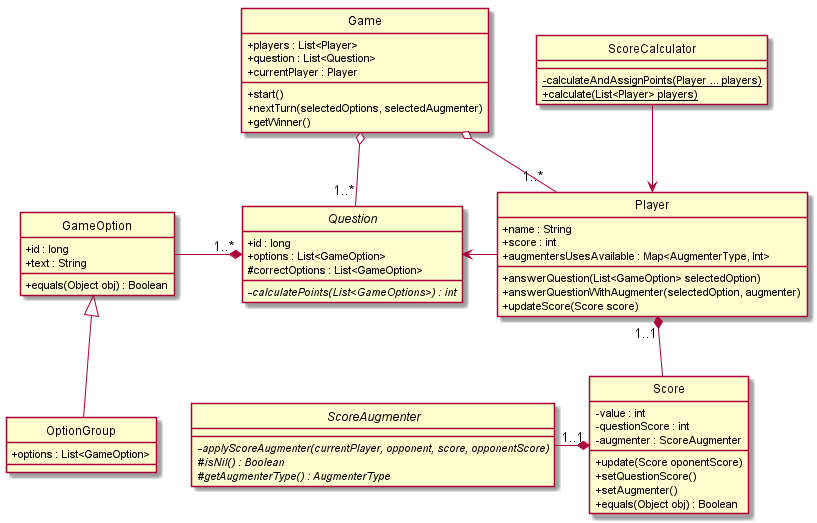 Game
+players : List<Player>
+question : List<Question>
+currentPlayer : Player
+start()
+nextTurn(selectedOptions, selectedAugmenter)
+getWinner()
ScoreCalculator
-calculateAndAssignPoints(Player ... players)
+calculate(List<Player> players)
1..*
1..*
GameOption
+id : long
+text : String
+equals(Object obj) : Boolean
1..*
Question
+id : long
+options : List<GameOption>
#correctOptions : List<GameOption>
-calculatePoints(List<GameOptions>) : int
Player
+name : String
+score : int
+augmentersUsesAvailable : Map<AugmenterType, Int>
+answerQuestion(List<GameOption> selectedOption)
+answerQuestionWithAugmenter(selectedOption, augmenter)
+updateScore(Score score)
1..1
OptionGroup
+options : List<GameOption>
ScoreAugmenter
-applyScoreAugmenter(currentPlayer, opponent, score, opponentScore)
#isNil() : Boolean
#getAugmenterType() : AugmenterType
1..1
Score
-value : int
-questionScore : int
-augmenter : ScoreAugmenter
+update(Score oponentScore)
+setQuestionScore()
+setAugmenter()
+equals(Object obj) : Boolean